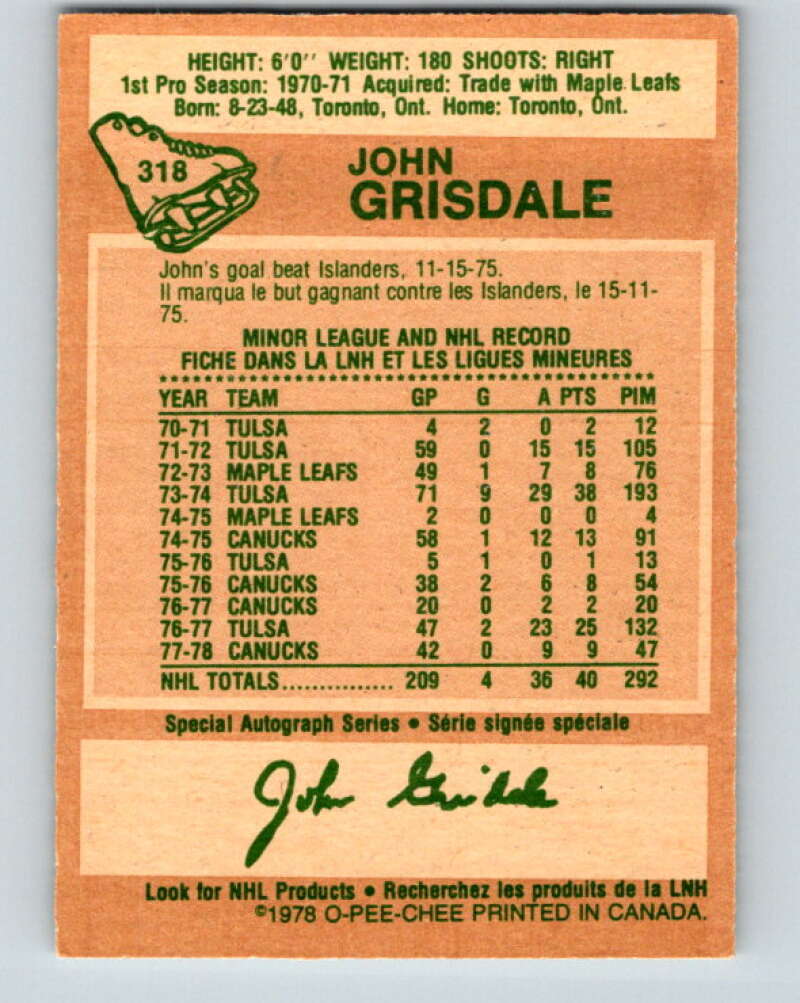 HEIGHT: 6'0'' WEIGHT: 180 SHOOTS: RIGHT
1st Pro Season: 1970-71 Acquired: Trade with Maple Leafs
Born: 8-23-48, Toronto, Ont. Home: Toronto, Ont.
318
JOHN
GRISDALE
John's goal beat Islanders, 11-15-75.
Il marqua le but gagnant contre les Islanders, le 15-11-
75.
MINOR LEAGUE AND NHL RECORD
FICHE DANS LA LNH ET LES LIGUES MINEURES
YEAR TEAM GP G A PTS PIM
70-71 TULSA 4 2 0 2 12
71-72 TULSA 59 0 15 15 105
72-73 MAPLE LEAFS 49 1 7 8 76
73-74 TULSA 71 9 29 38 193
74-75 MAPLE LEAFS 2 0 0 0 4
74-75 CANUCKS 58 1 12 13 91
75-76 TULSA 5 1 0 1 13
75-76 CANUCKS 38 2 6 8 54
76-77 CANUCKS 20 0 2 2 20
76-77 TULSA 47 2 23 25 132
77-78 CANUCKS 42 0 9 9 47
NHL TOTALS............... 209 4 36 40 292
Special Autograph Series • Série signée spéciale
John Grisdale
Look for NHL Products • Recherchez les produits de la LNH
©1978 O-PEE-CHEE PRINTED IN CANADA.